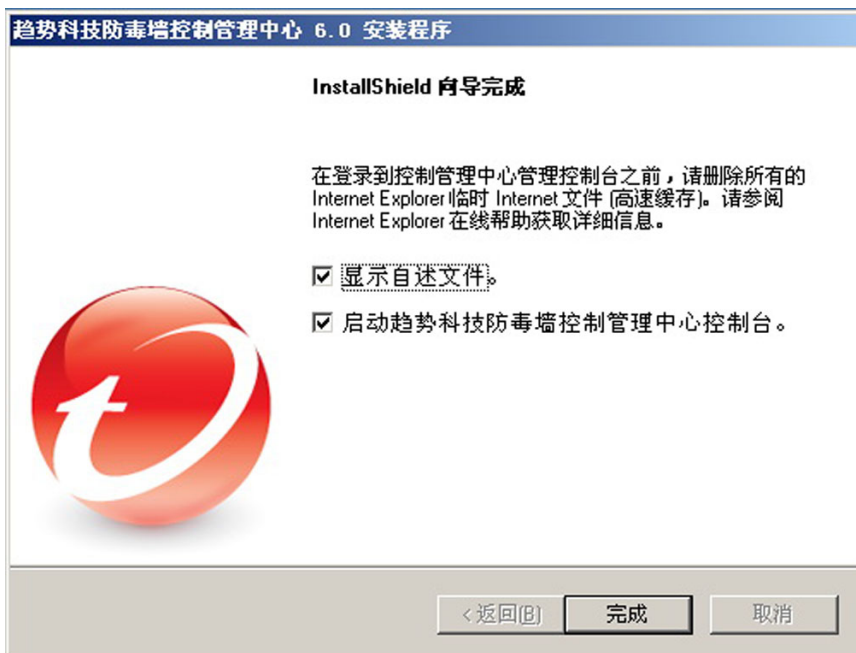 趋势科技防毒墙控制管理中心 6.0 安装程序
InstallShield 向导完成
在登录到控制管理中心管理控制台之前，请删除所有的
Internet Explorer 临时 Internet 文件 (高速缓存)。请参阅
Internet Explorer 在线帮助获取详细信息。
显示自述文件。
启动趋势科技防毒墙控制管理中心控制台。
< 返回(B) 完成 取消